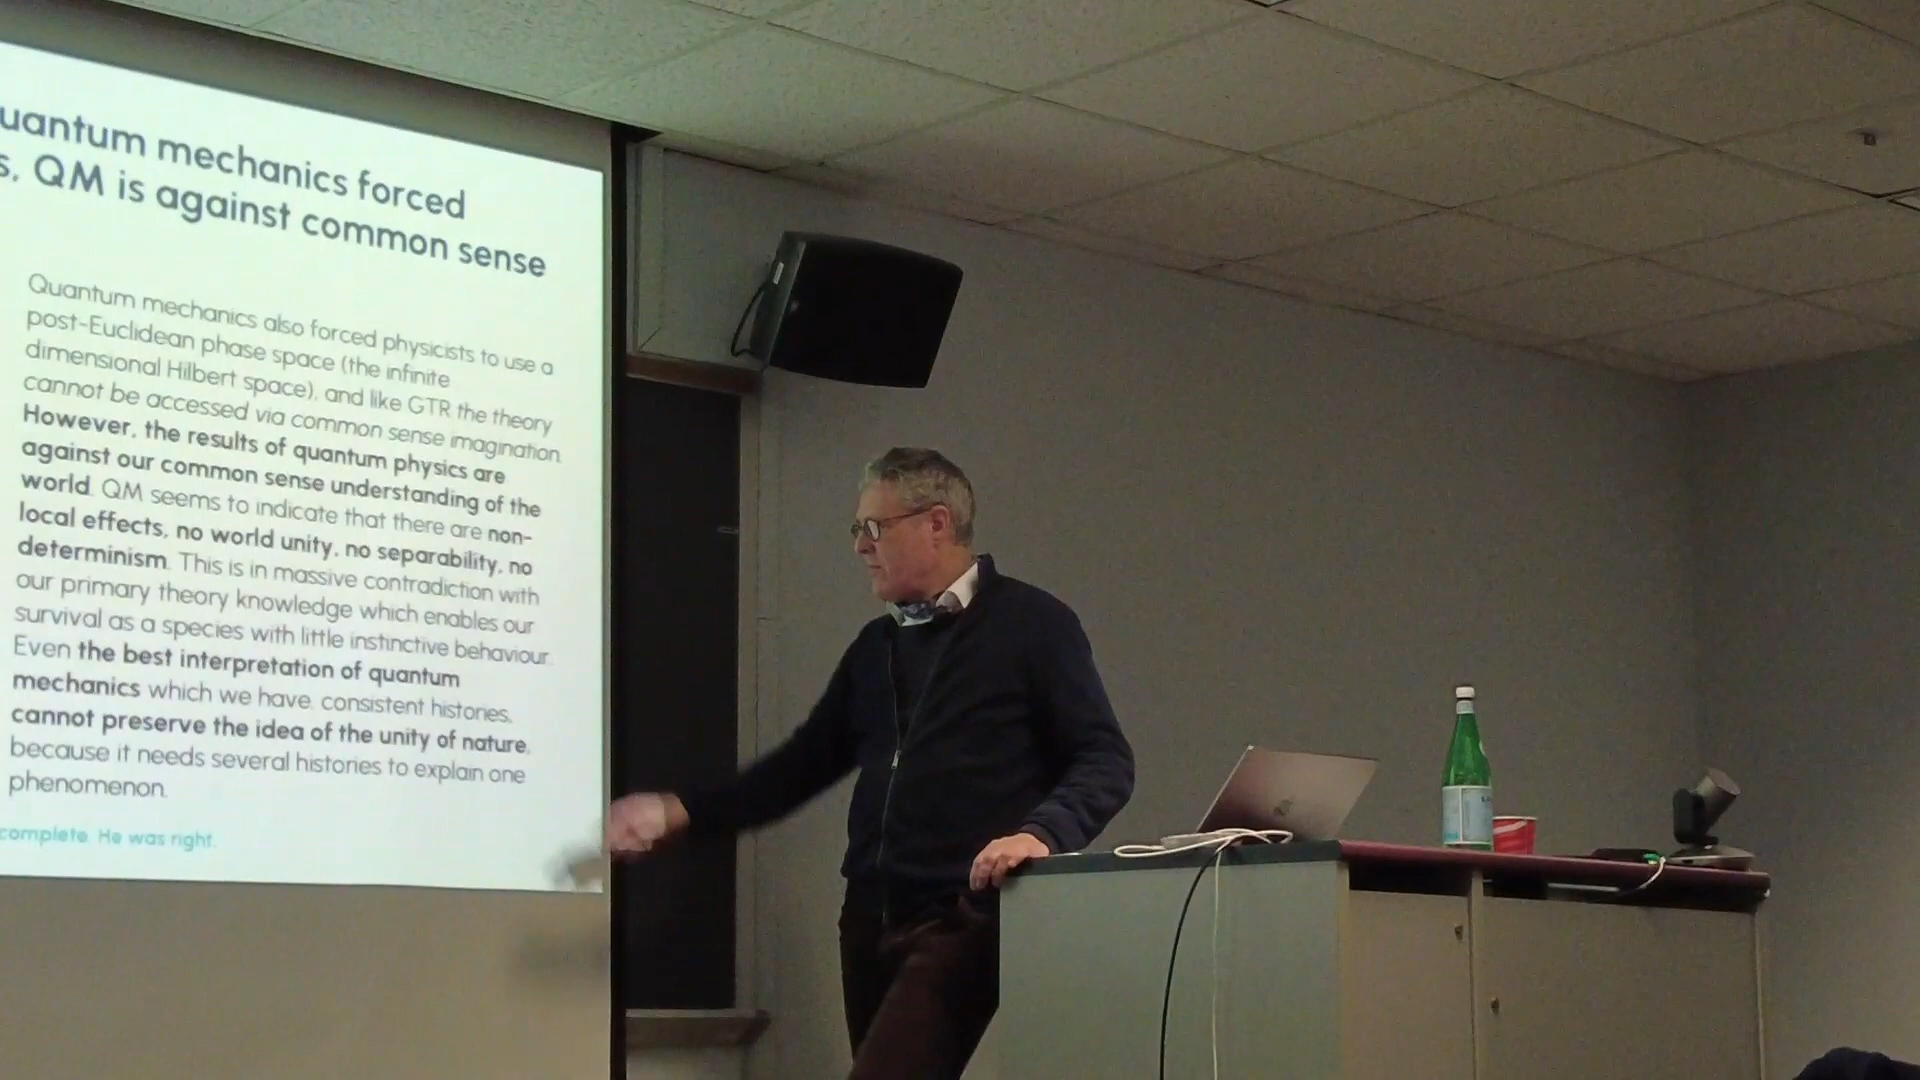 uantum mechanics forced
s, QM is against common sense
Quantum mechanics also forced physicists to use a
post-Euclidean phase space (the infinite
dimensional Hilbert space), and like GTR the theory
cannot be accessed via common sense imagination.
However, the results of quantum physics are
against our common sense understanding of the
world. QM seems to indicate that there are non-
local effects, no world unity, no separability, no
determinism. This is in massive contradiction with
our primary theory knowledge which enables our
survival as a species with little instinctive behaviour.
Even the best interpretation of quantum
mechanics which we have, consistent histories,
cannot preserve the idea of the unity of nature,
because it needs several histories to explain one
phenomenon.
complete. He was right.